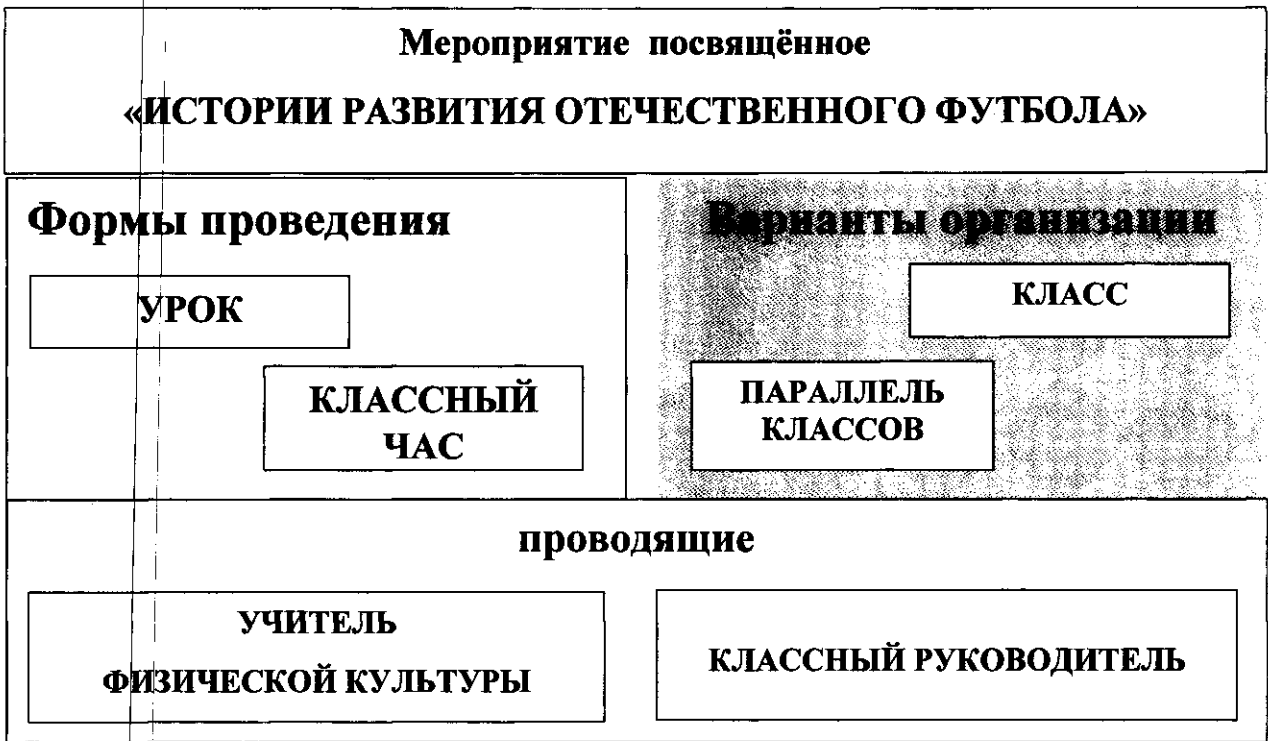 Мероприятие посвящённое
«ИСТОРИИ РАЗВИТИЯ ОТЕЧЕСТВЕННОГО ФУТБОЛА»
Формы проведения
УРОК
КЛАССНЫЙ
ЧАС
Варианты организации
КЛАСС
ПАРАЛЛЕЛЬ
КЛАССОВ
проводящие
УЧИТЕЛЬ
ФИЗИЧЕСКОЙ КУЛЬТУРЫ
КЛАССНЫЙ РУКОВОДИТЕЛЬ